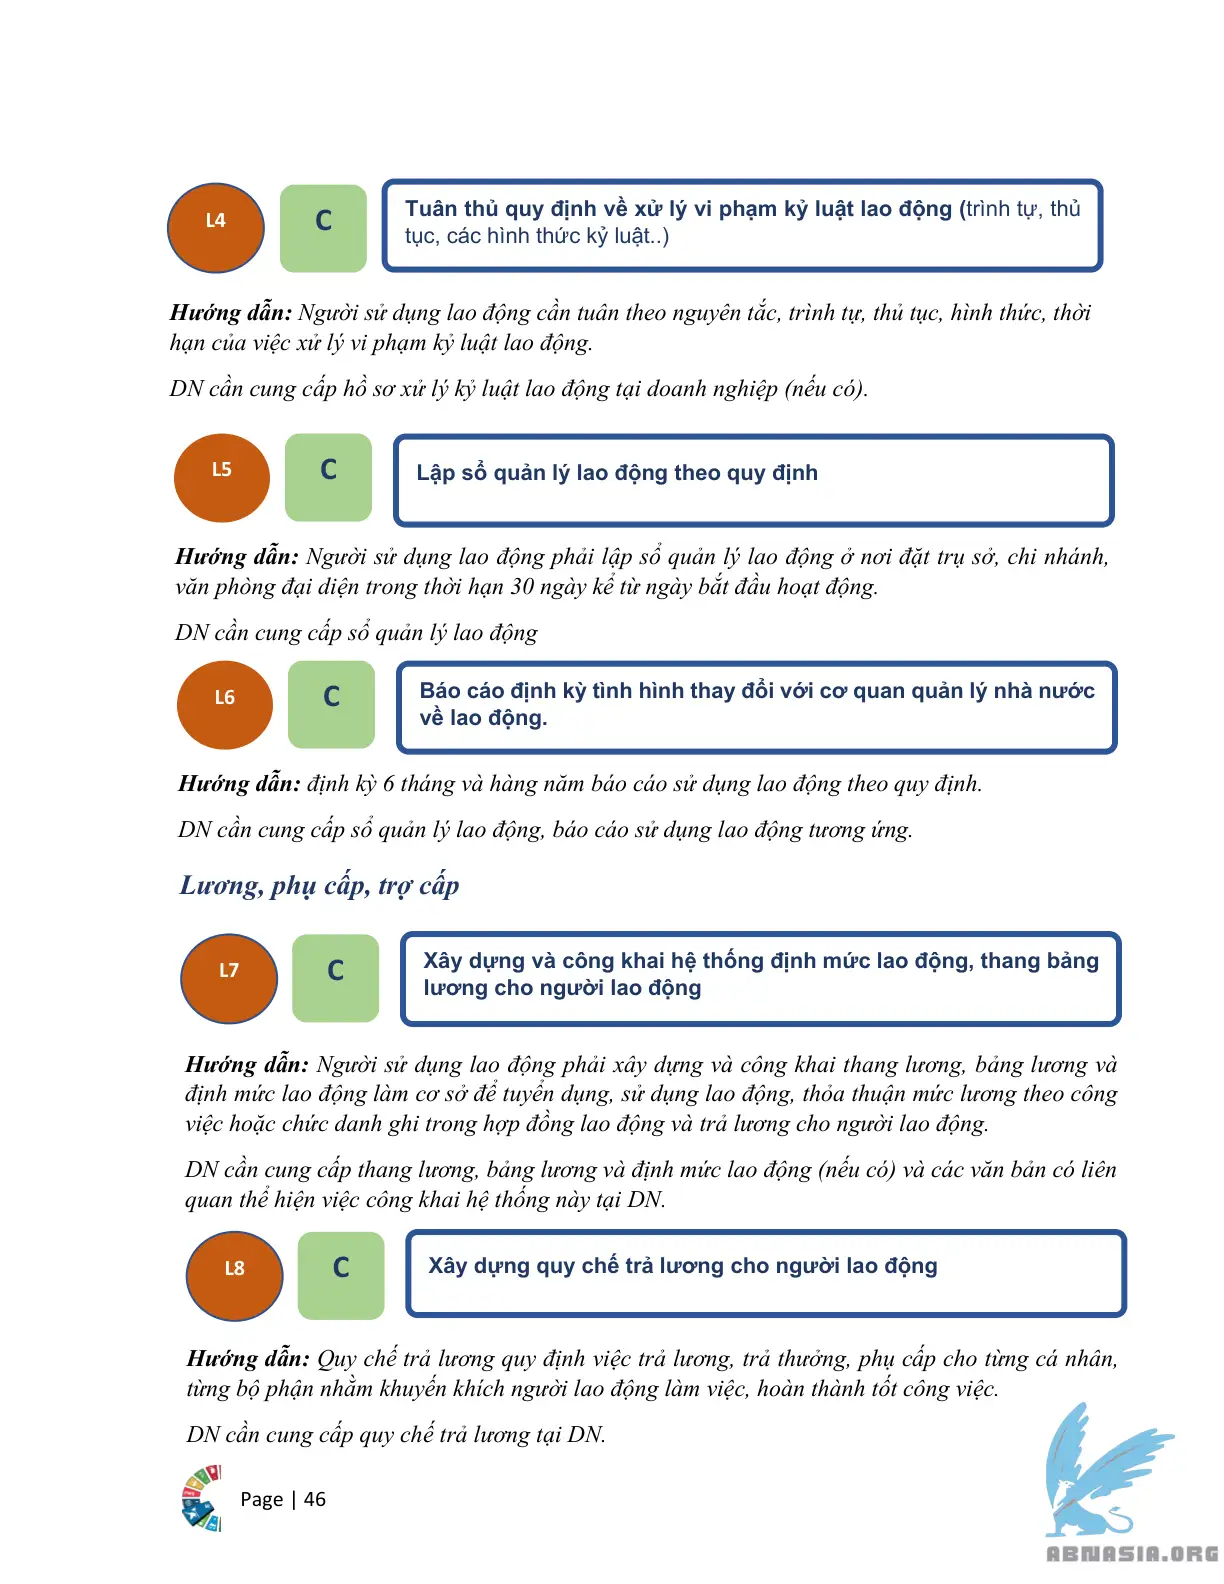 L4
C
Tuân thủ quy định về xử lý vi phạm kỷ luật lao động (trình tự, thủ
tục, các hình thức kỷ luật..)
Hướng dẫn: Người sử dụng lao động cần tuân theo nguyên tắc, trình tự, thủ tục, hình thức, thời
hạn của việc xử lý vi phạm kỷ luật lao động.
DN cần cung cấp hồ sơ xử lý kỷ luật lao động tại doanh nghiệp (nếu có).
L5
C
Lập sổ quản lý lao động theo quy định
Hướng dẫn: Người sử dụng lao động phải lập sổ quản lý lao động ở nơi đặt trụ sở, chi nhánh,
văn phòng đại diện trong thời hạn 30 ngày kể từ ngày bắt đầu hoạt động.
DN cần cung cấp sổ quản lý lao động
L6
C
Báo cáo định kỳ tình hình thay đổi với cơ quan quản lý nhà nước
về lao động.
Hướng dẫn: định kỳ 6 tháng và hàng năm báo cáo sử dụng lao động theo quy định.
DN cần cung cấp sổ quản lý lao động, báo cáo sử dụng lao động tương ứng.
Lương, phụ cấp, trợ cấp
L7
C
Xây dựng và công khai hệ thống định mức lao động, thang bảng
lương cho người lao động
Hướng dẫn: Người sử dụng lao động phải xây dựng và công khai thang lương, bảng lương và
định mức lao động làm cơ sở để tuyển dụng, sử dụng lao động, thỏa thuận mức lương theo công
việc hoặc chức danh ghi trong hợp đồng lao động và trả lương cho người lao động.
DN cần cung cấp thang lương, bảng lương và định mức lao động (nếu có) và các văn bản có liên
quan thể hiện việc công khai hệ thống này tại DN.
L8
C
Xây dựng quy chế trả lương cho người lao động
Hướng dẫn: Quy chế trả lương quy định việc trả lương, trả thưởng, phụ cấp cho từng cá nhân,
từng bộ phận nhằm khuyến khích người lao động làm việc, hoàn thành tốt công việc.
DN cần cung cấp quy chế trả lương tại DN.
Page | 46
ABNASIA.ORG